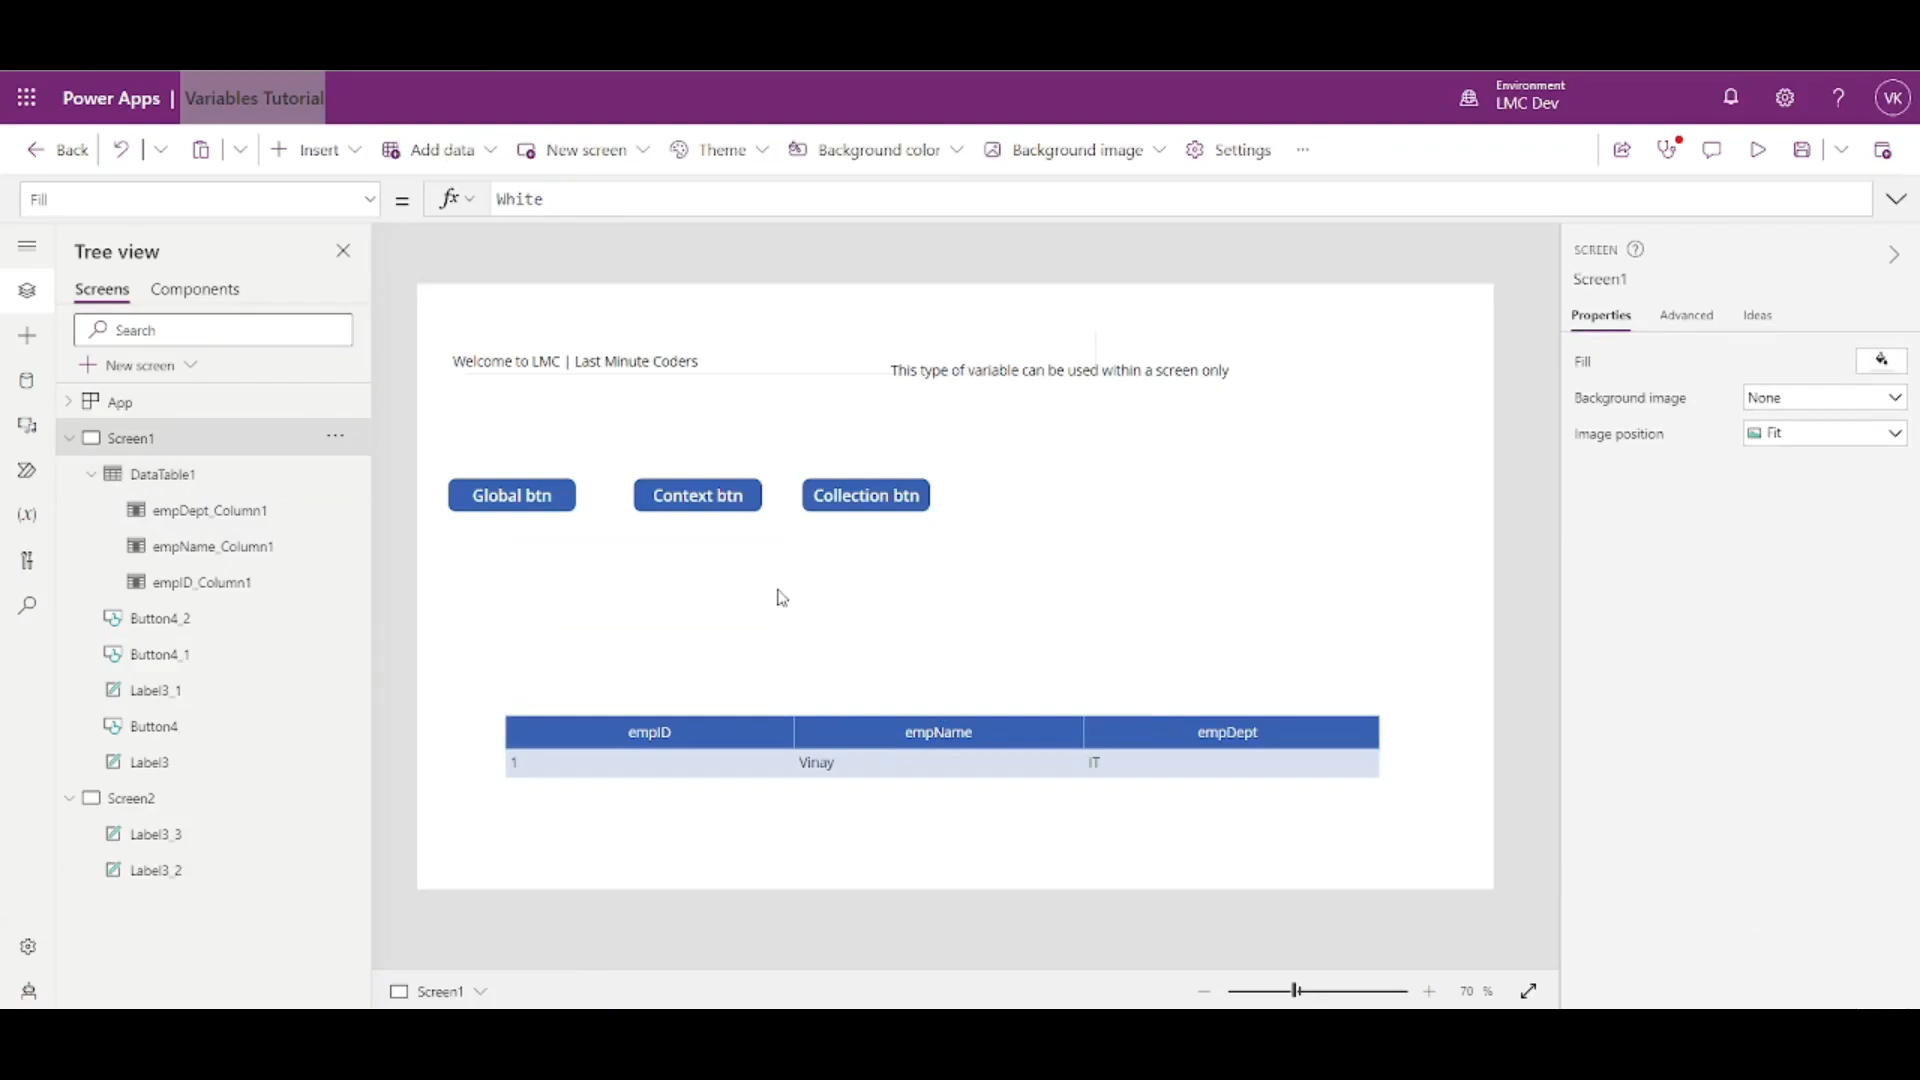 Power Apps | Variables Tutorial
Environment
LMC Dev
VK
Back
Insert
Add data
New screen
Theme
Background color
Background image
Settings
...
Fill
=
fx
White
Tree view
Screens
Components
Search
New screen
App
Screen1
...
DataTable1
empDept_Column1
empName_Column1
empID_Column1
Button4_2
Button4_1
Label3_1
Button4
Label3
Screen2
Label3_3
Label3_2
(x)
Welcome to LMC | Last Minute Coders
This type of variable can be used within a screen only
Global btn
Context btn
Collection btn
empID empName empDept
1 Vinay IT
Screen1
70 %
SCREEN
Screen1
Properties
Advanced
Ideas
Fill
Background image
None
Image position
Fit